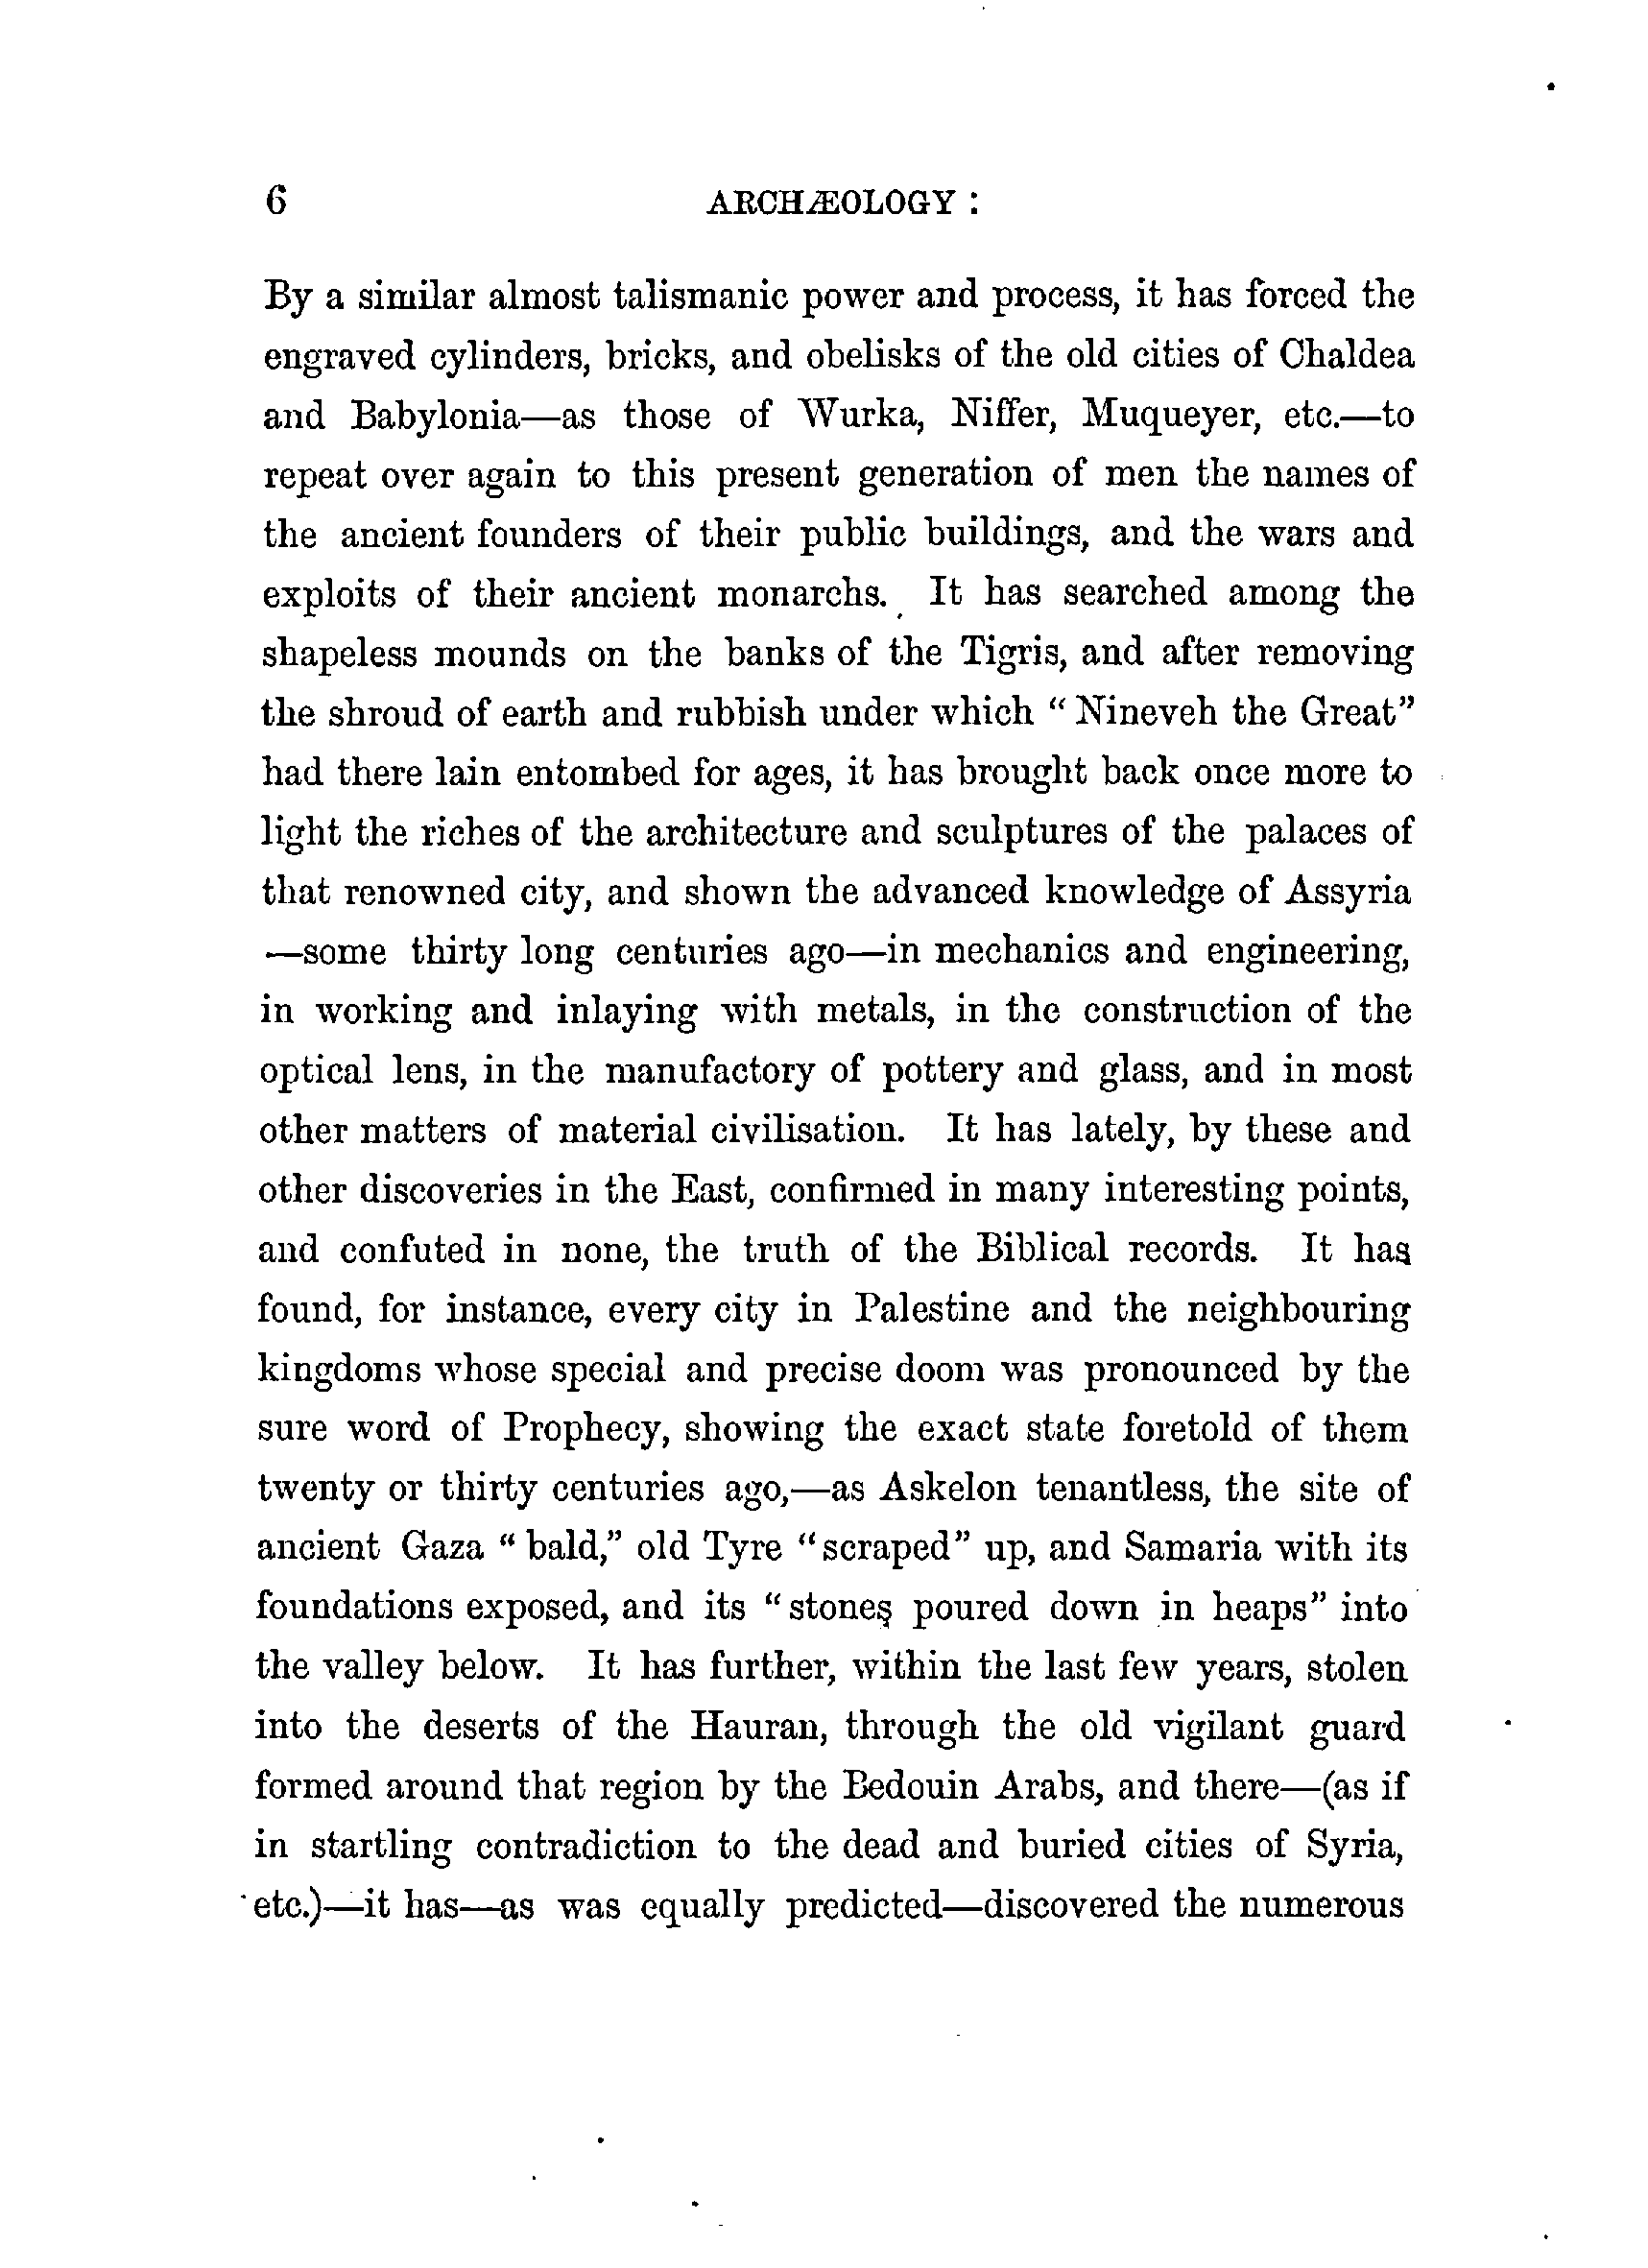 6 ARCHÆOLOGY :
By a similar almost talismanic power and process, it has forced the
engraved cylinders, bricks, and obelisks of the old cities of Chaldea
and Babylonia—as those of Wurka, Niffer, Muqueyer, etc.—to
repeat over again to this present generation of men the names of
the ancient founders of their public buildings, and the wars and
exploits of their ancient monarchs. It has searched among the
shapeless mounds on the banks of the Tigris, and after removing
the shroud of earth and rubbish under which “Nineveh the Great”
had there lain entombed for ages, it has brought back once more to
light the riches of the architecture and sculptures of the palaces of
that renowned city, and shown the advanced knowledge of Assyria
—some thirty long centuries ago—in mechanics and engineering,
in working and inlaying with metals, in the construction of the
optical lens, in the manufactory of pottery and glass, and in most
other matters of material civilisation. It has lately, by these and
other discoveries in the East, confirmed in many interesting points,
and confuted in none, the truth of the Biblical records. It has
found, for instance, every city in Palestine and the neighbouring
kingdoms whose special and precise doom was pronounced by the
sure word of Prophecy, showing the exact state foretold of them
twenty or thirty centuries ago,—as Askelon tenantless, the site of
ancient Gaza “bald,” old Tyre “scraped” up, and Samaria with its
foundations exposed, and its “stones poured down in heaps” into
the valley below. It has further, within the last few years, stolen
into the deserts of the Hauran, through the old vigilant guard
formed around that region by the Bedouin Arabs, and there—(as if
in startling contradiction to the dead and buried cities of Syria,
etc.)—it has—as was equally predicted—discovered the numerous